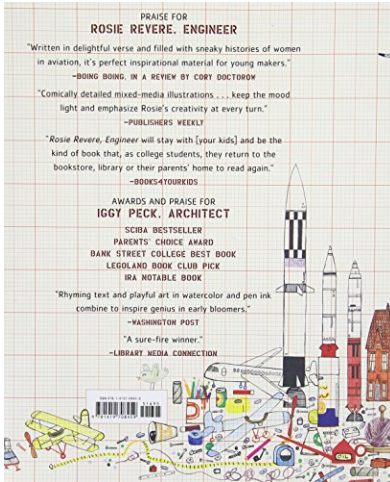 PRAISE FOR
ROSIE REVERE, ENGINEER
"Written in delightful verse and filled with sneaky histories of women
in aviation, it's perfect inspirational material for young makers."
–BOING BOING, IN A REVIEW BY CORY DOCTOROW
"Comically detailed mixed-media illustrations . . . keep the mood
light and emphasize Rosie's creativity at every turn."
–PUBLISHERS WEEKLY
"Rosie Revere, Engineer will stay with [your kids] and be the
kind of book that, as college students, they return to the
bookstore, library or their parents' home to read again."
–BOOKS4YOURKIDS
AWARDS AND PRAISE FOR
IGGY PECK, ARCHITECT
SCIBA BESTSELLER
PARENTS' CHOICE AWARD
BANK STREET COLLEGE BEST BOOK
LEGOLAND BOOK CLUB PICK
IRA NOTABLE BOOK
"Rhyming text and playful art in watercolor and pen ink
combine to inspire genius in early bloomers."
–WASHINGTON POST
"A sure-fire winner."
–LIBRARY MEDIA CONNECTION
OIL